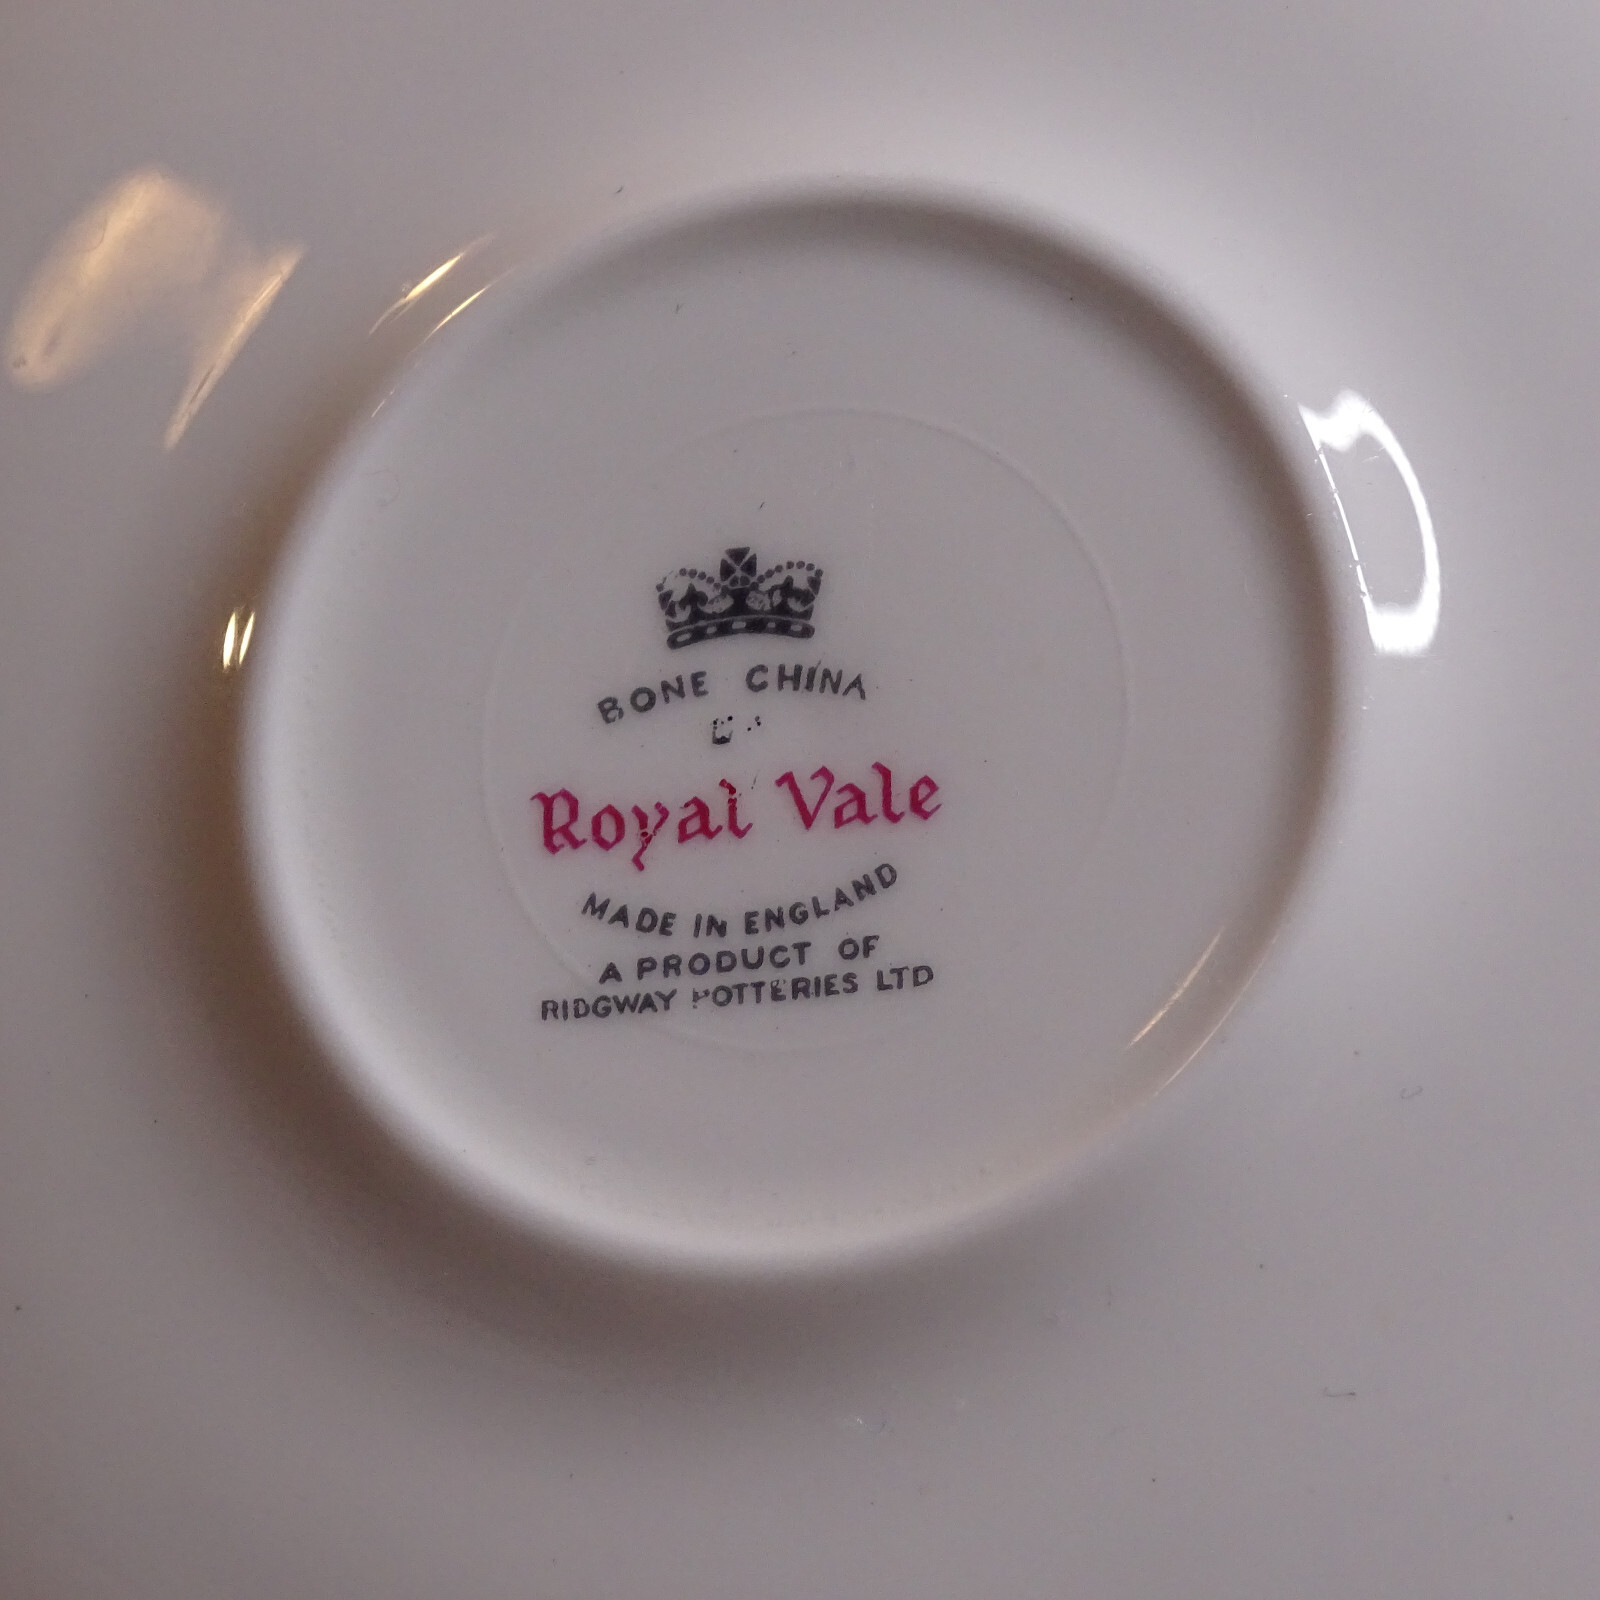 BONE CHINA
Royal Vale
MADE IN ENGLAND
A PRODUCT OF
RIDGWAY POTTERIES LTD